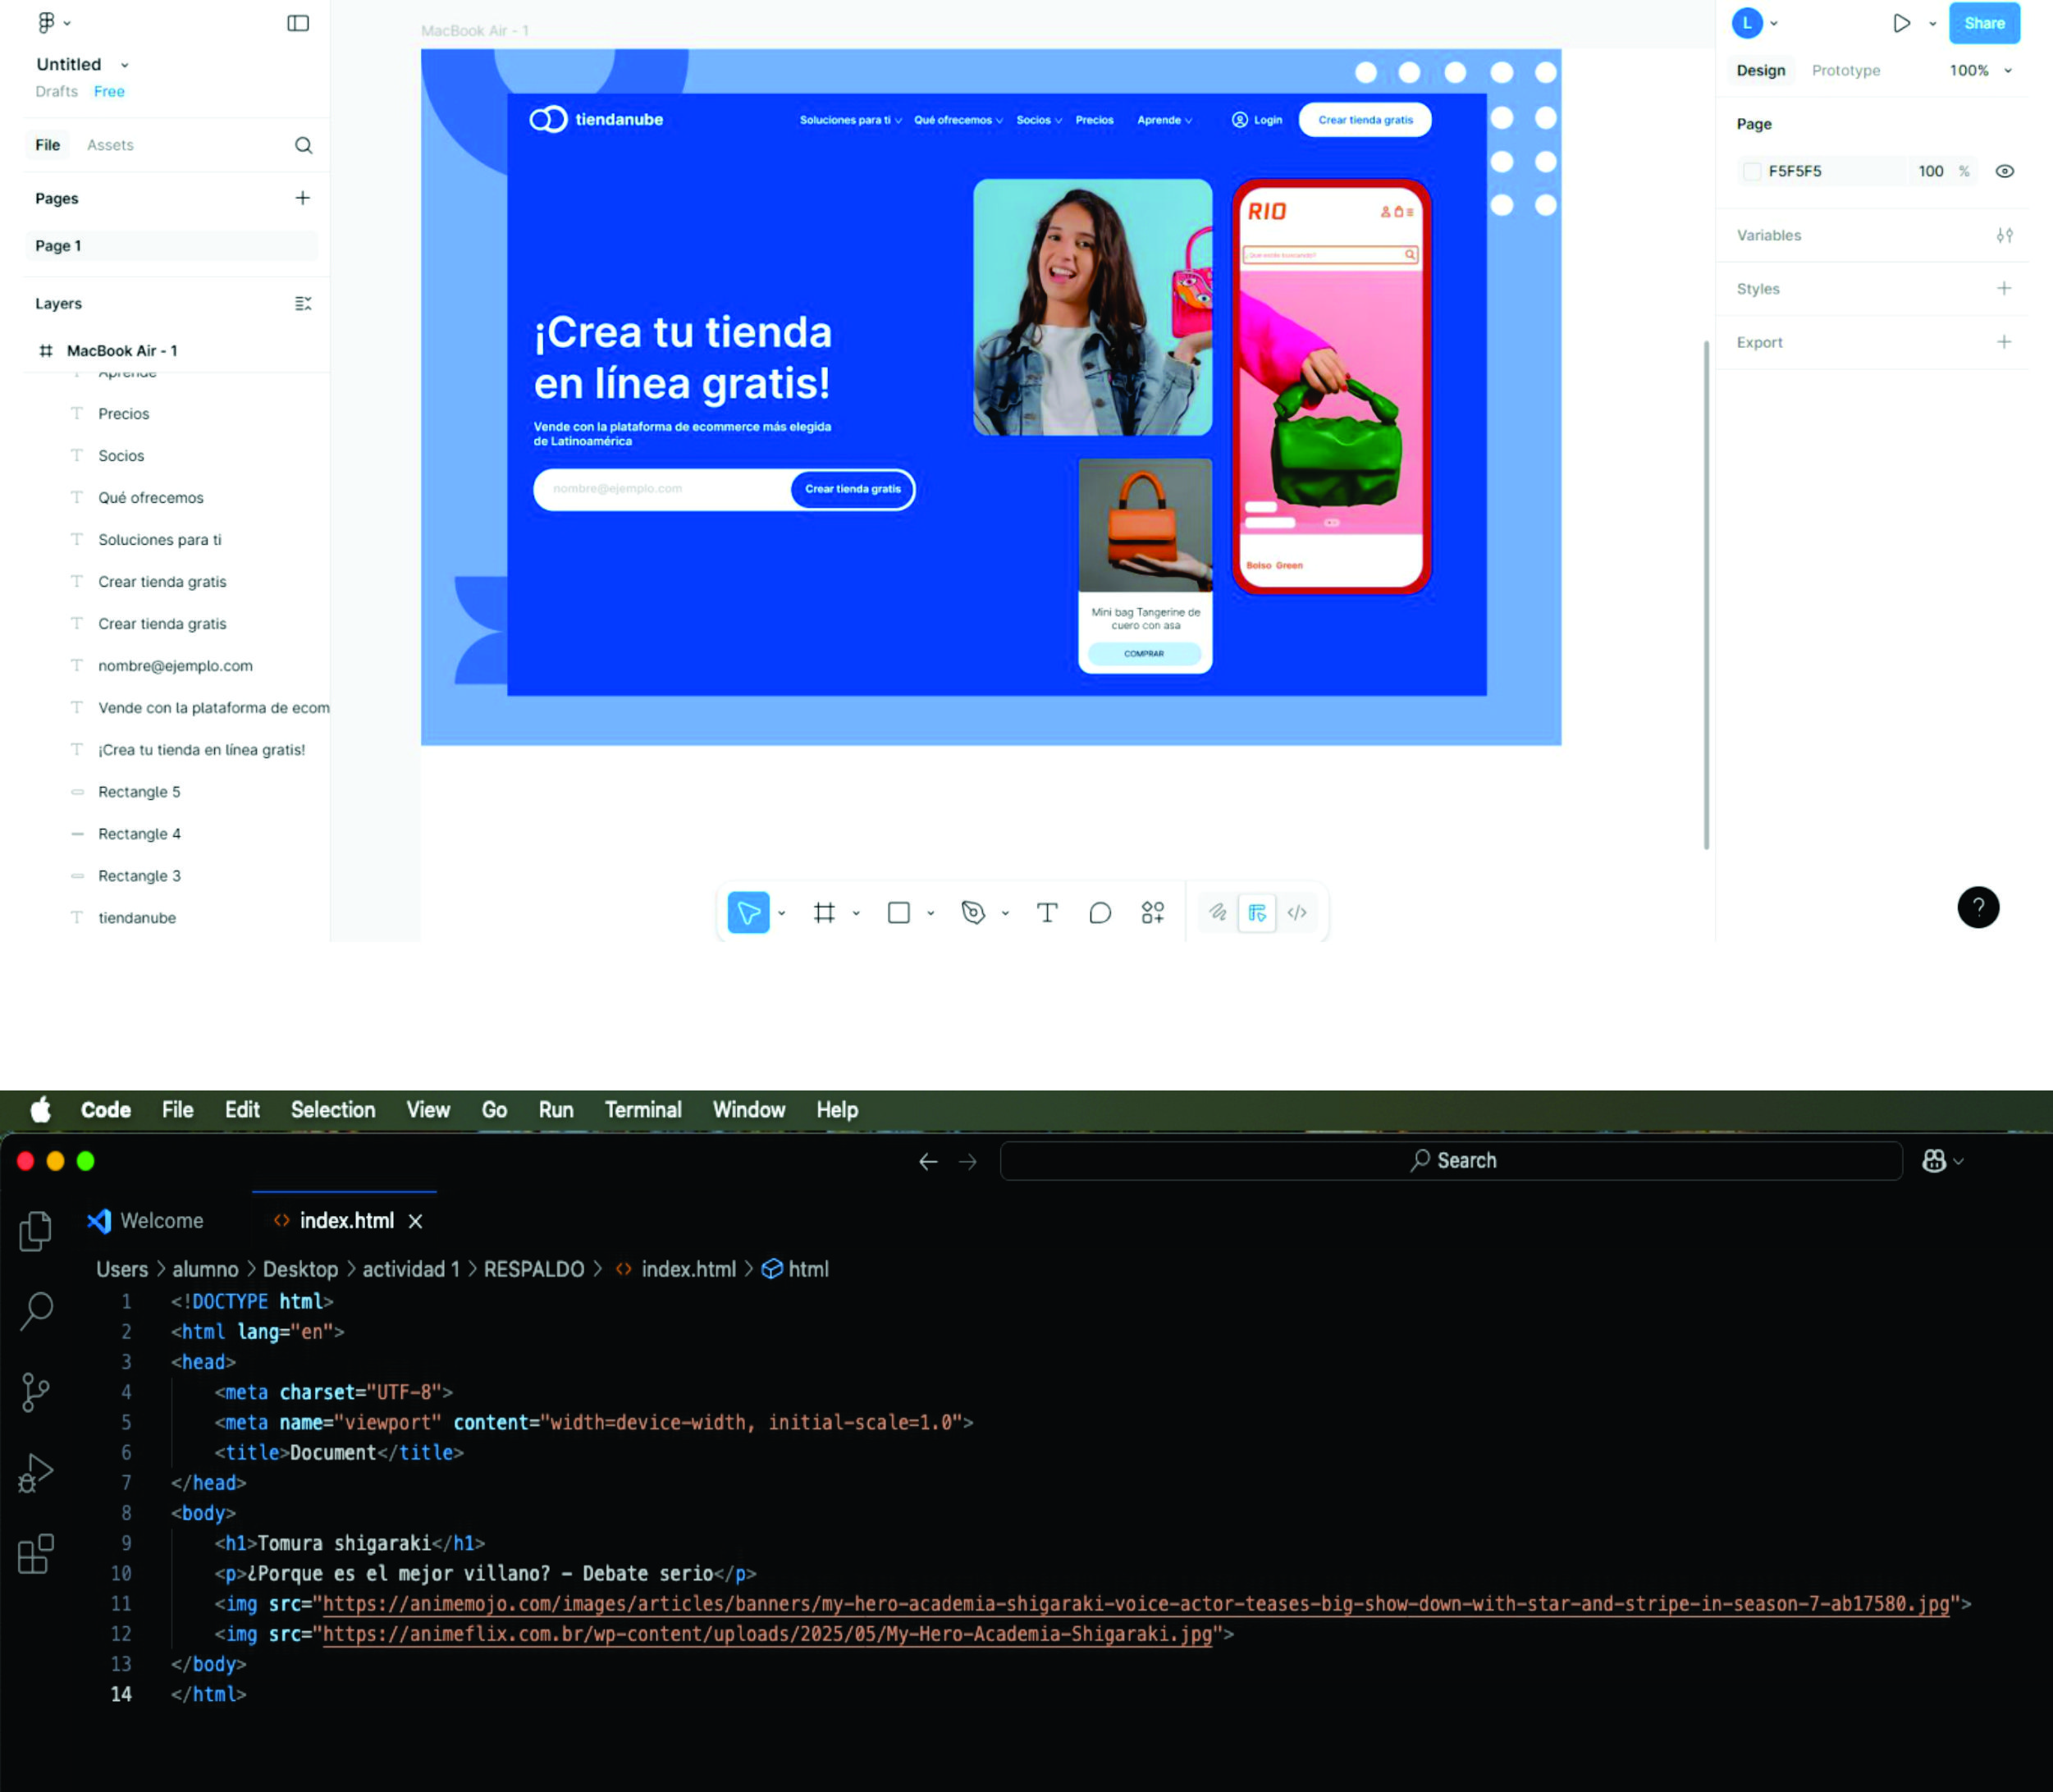 MacBook Air - 1
L
Share
Untitled
Drafts Free
Design Prototype 100%
File Assets
Page
F5F5F5 100 %
Pages
Page 1
Variables
Styles
Export
Layers
MacBook Air - 1
Aprende
Precios
Socios
Qué ofrecemos
Soluciones para ti
Crear tienda gratis
Crear tienda gratis
nombre@ejemplo.com
Vende con la plataforma de ecom
¡Crea tu tienda en línea gratis!
Rectangle 5
Rectangle 4
Rectangle 3
tiendanube
tiendanube
Soluciones para ti Qué ofrecemos Socios Precios Aprende Login Crear tienda gratis
¡Crea tu tienda
en línea gratis!
Vende con la plataforma de ecommerce más elegida
de Latinoamérica
nombre@ejemplo.com Crear tienda gratis
RIO
Bolso Green
Mini bag Tangerine de
cuero con asa
COMPRAR
?
Code File Edit Selection View Go Run Terminal Window Help
Search
Welcome index.html
Users > alumno > Desktop > actividad 1 > RESPALDO > <> index.html > html
1 <!DOCTYPE html>
2 <html lang="en">
3 <head>
4 <meta charset="UTF-8">
5 <meta name="viewport" content="width=device-width, initial-scale=1.0">
6 <title>Document</title>
7 </head>
8 <body>
9 <h1>Tomura shigaraki</h1>
10 <p>¿Porque es el mejor villano? - Debate serio</p>
11 <img src="https://animemojo.com/images/articles/banners/my-hero-academia-shigaraki-voice-actor-teases-big-show-down-with-star-and-stripe-in-season-7-ab17580.jpg">
12 <img src="https://animeflix.com.br/wp-content/uploads/2025/05/My-Hero-Academia-Shigaraki.jpg">
13 </body>
14 </html>